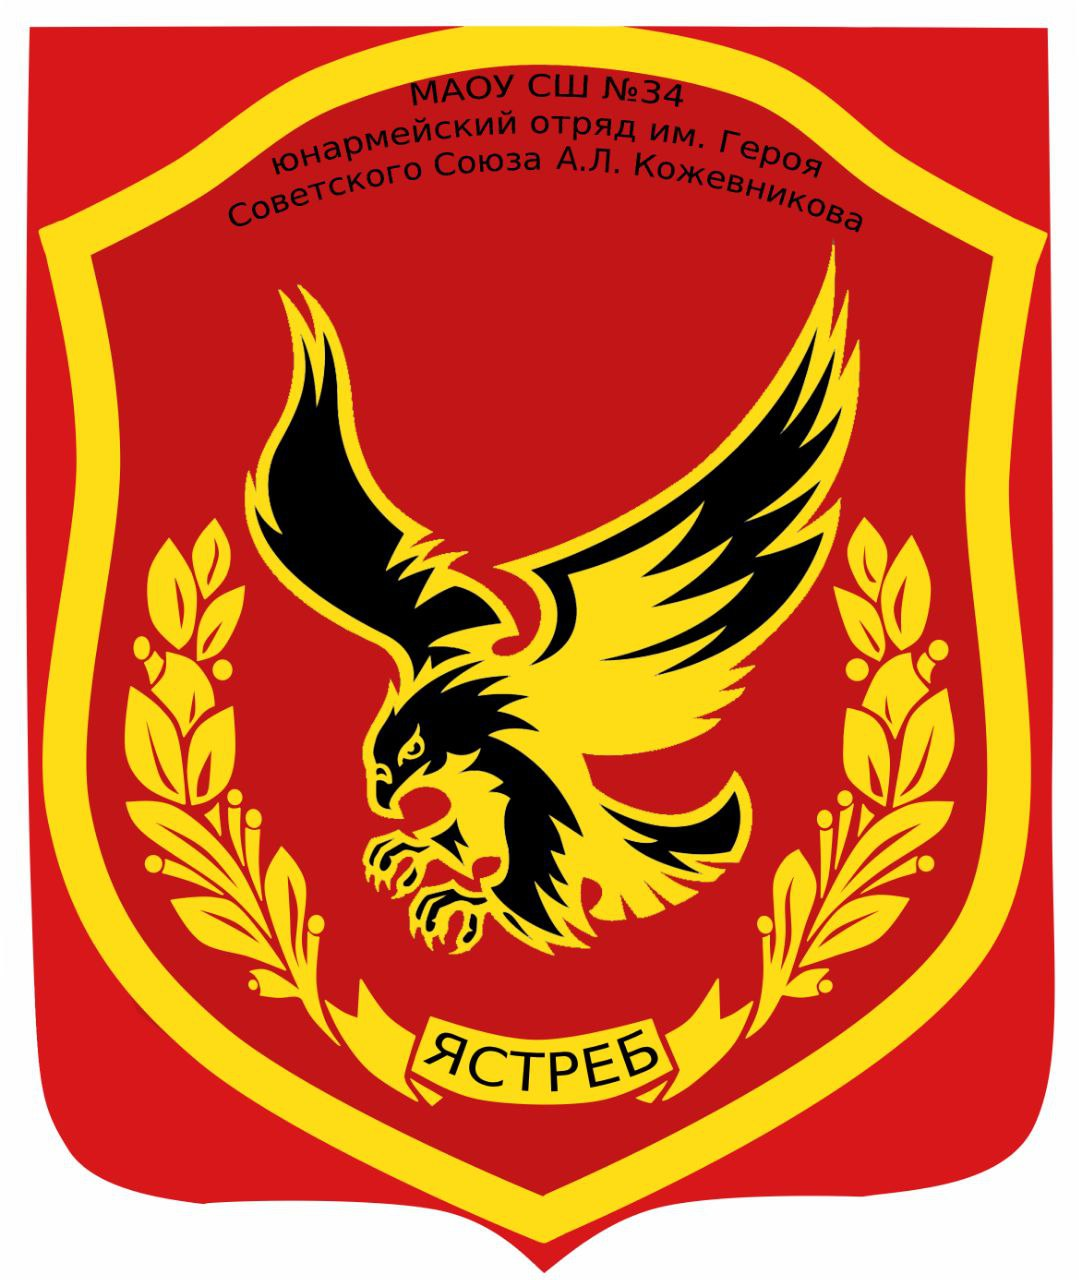 МАОУ СШ №34
юнармейский отряд им. Героя
Советского Союза А.Л. Кожевникова
ЯСТРЕБ